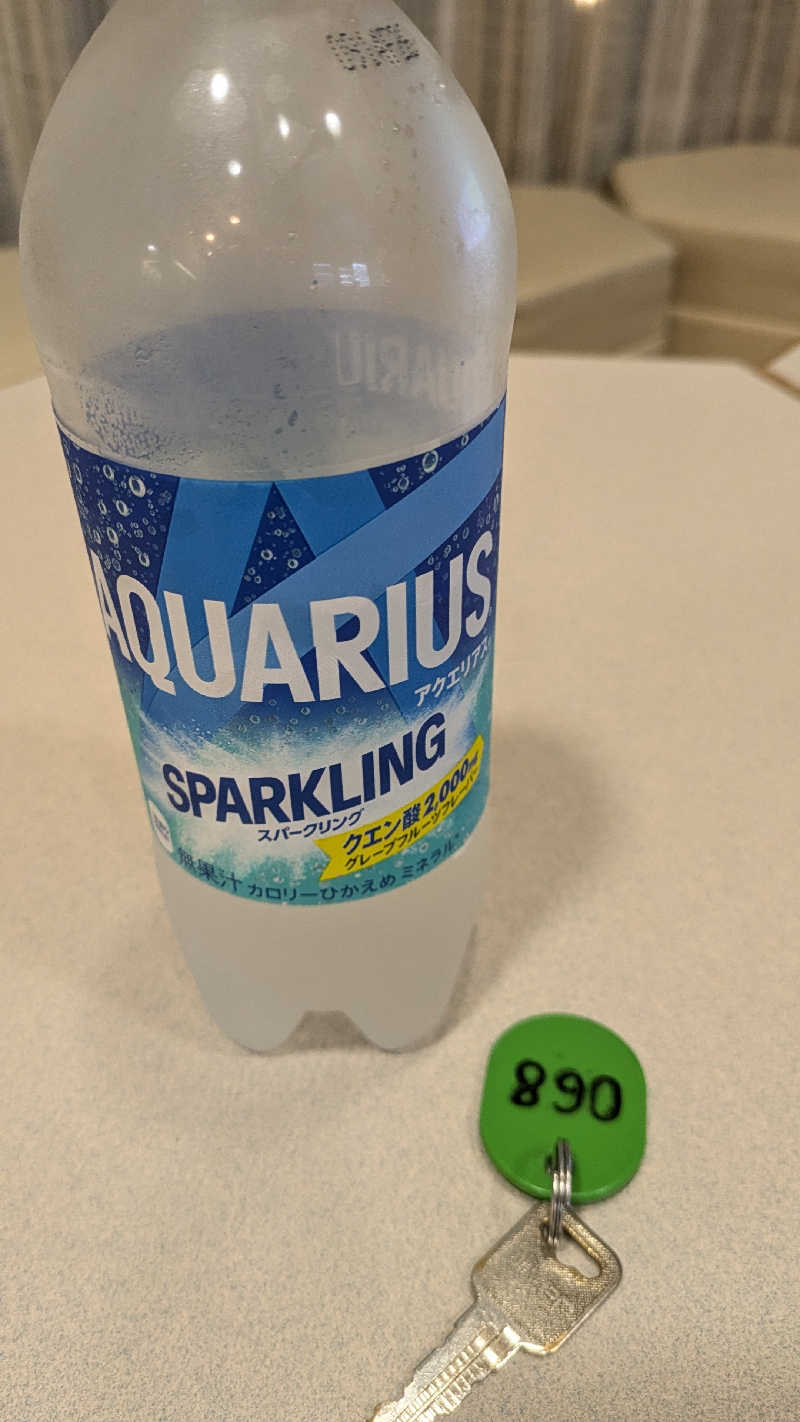 AQUARIUS
アクエリアス
SPARKLING
スパークリング
クエン酸 2,000㎎
グレープフルーツフレーバー
無果汁 カロリーひかえめ ミネラル
890